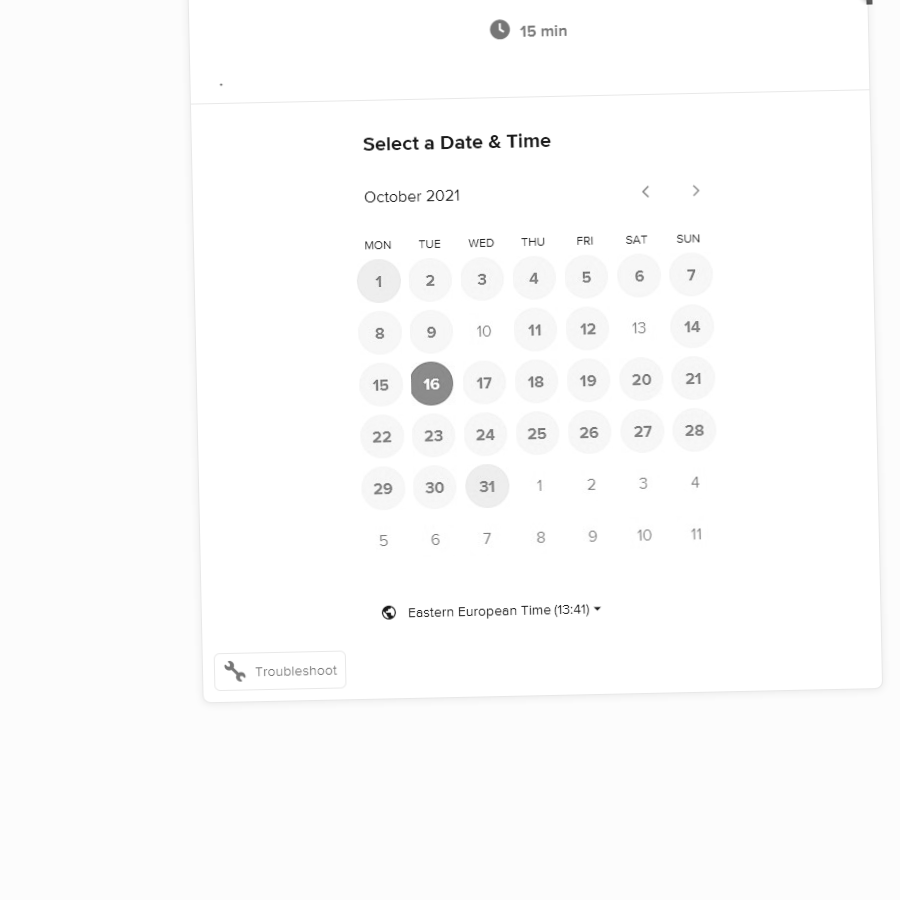 15 min
.
Select a Date & Time
October 2021
MON TUE WED THU FRI SAT SUN
1 2 3 4 5 6 7
8 9 10 11 12 13 14
15 16 17 18 19 20 21
22 23 24 25 26 27 28
29 30 31 1 2 3 4
5 6 7 8 9 10 11
Eastern European Time (13:41)
Troubleshoot